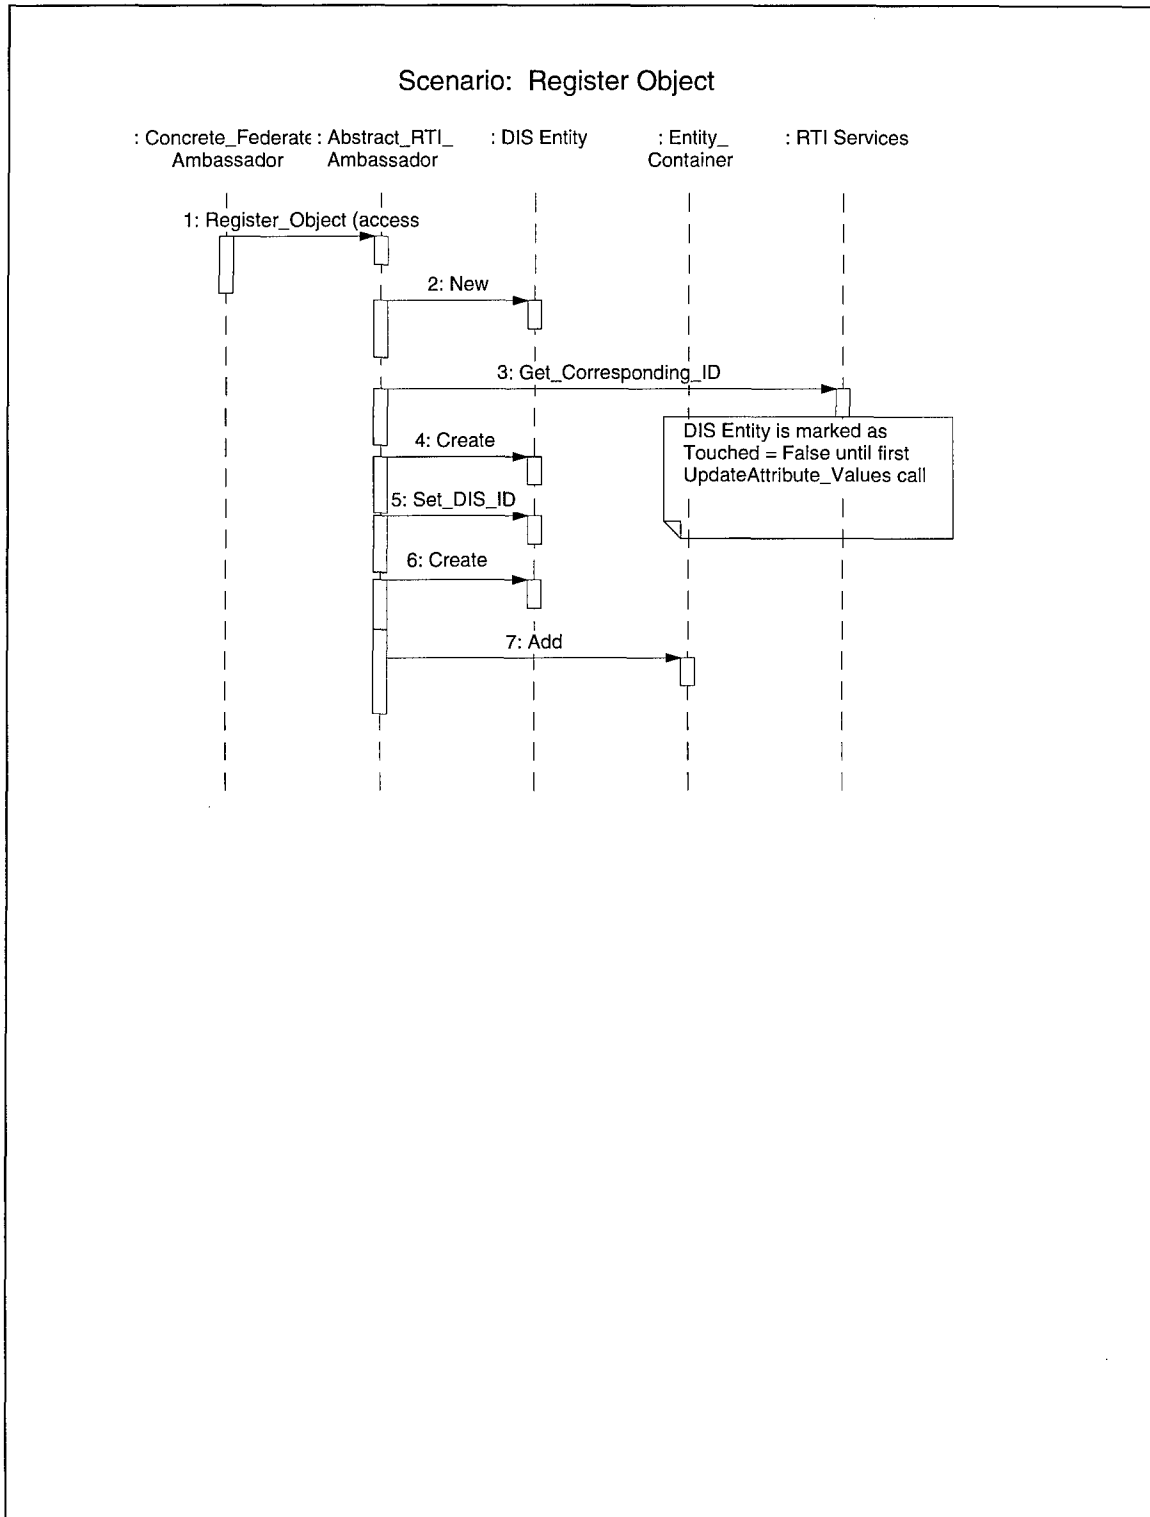 Scenario: Register Object
: Concrete_Federate
Ambassador
: Abstract_RTI_
Ambassador
: DIS Entity
: Entity_
Container
: RTI Services
1: Register_Object (access
2: New
3: Get_Corresponding_ID
DIS Entity is marked as
Touched = False until first
UpdateAttribute_Values call
4: Create
5: Set_DIS_ID
6: Create
7: Add